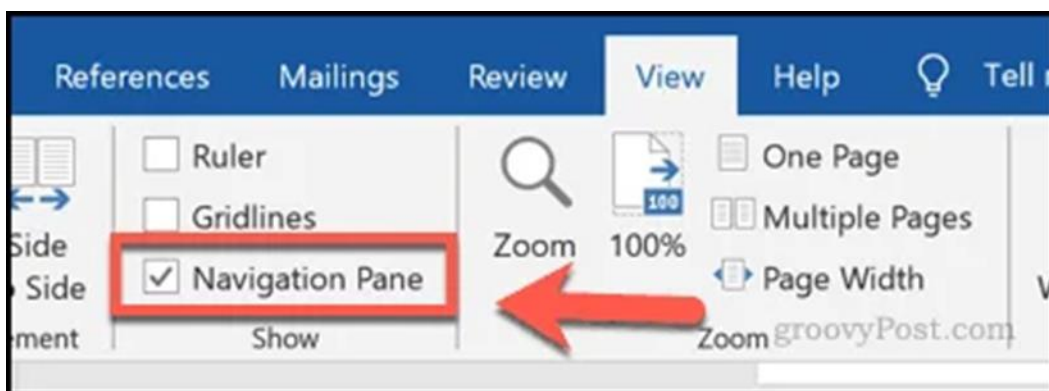 References Mailings Review View Help Tell
Ruler
Gridlines
Navigation Pane
Show
Side
Side
Zoom
100
100%
One Page
Multiple Pages
Page Width
Zoom
groovyPost.com